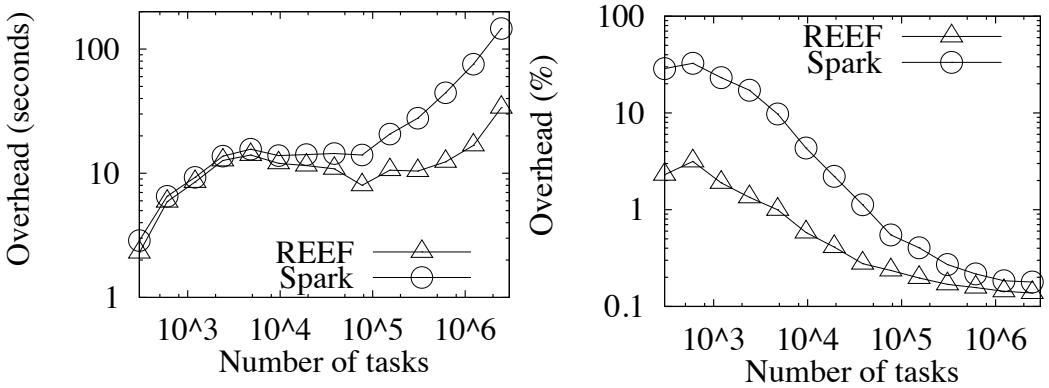 Overhead (seconds)
100
10
1
REEF
Spark
10^3 10^4 10^5 10^6
Number of tasks
Overhead (%)
100
10
1
0.1
REEF
Spark
10^3 10^4 10^5 10^6
Number of tasks